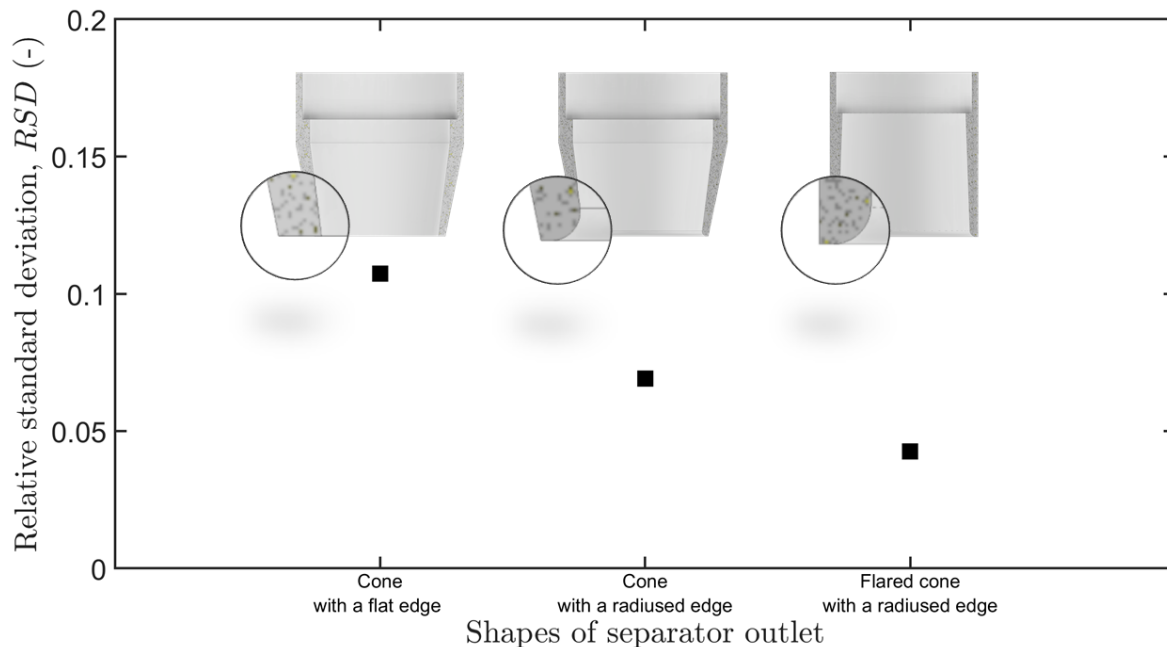 0.2
0.15
0.1
0.05
0
Relative standard deviation, RSD (-)
Cone
with a flat edge
Cone
with a radiused edge
Flared cone
with a radiused edge
Shapes of separator outlet